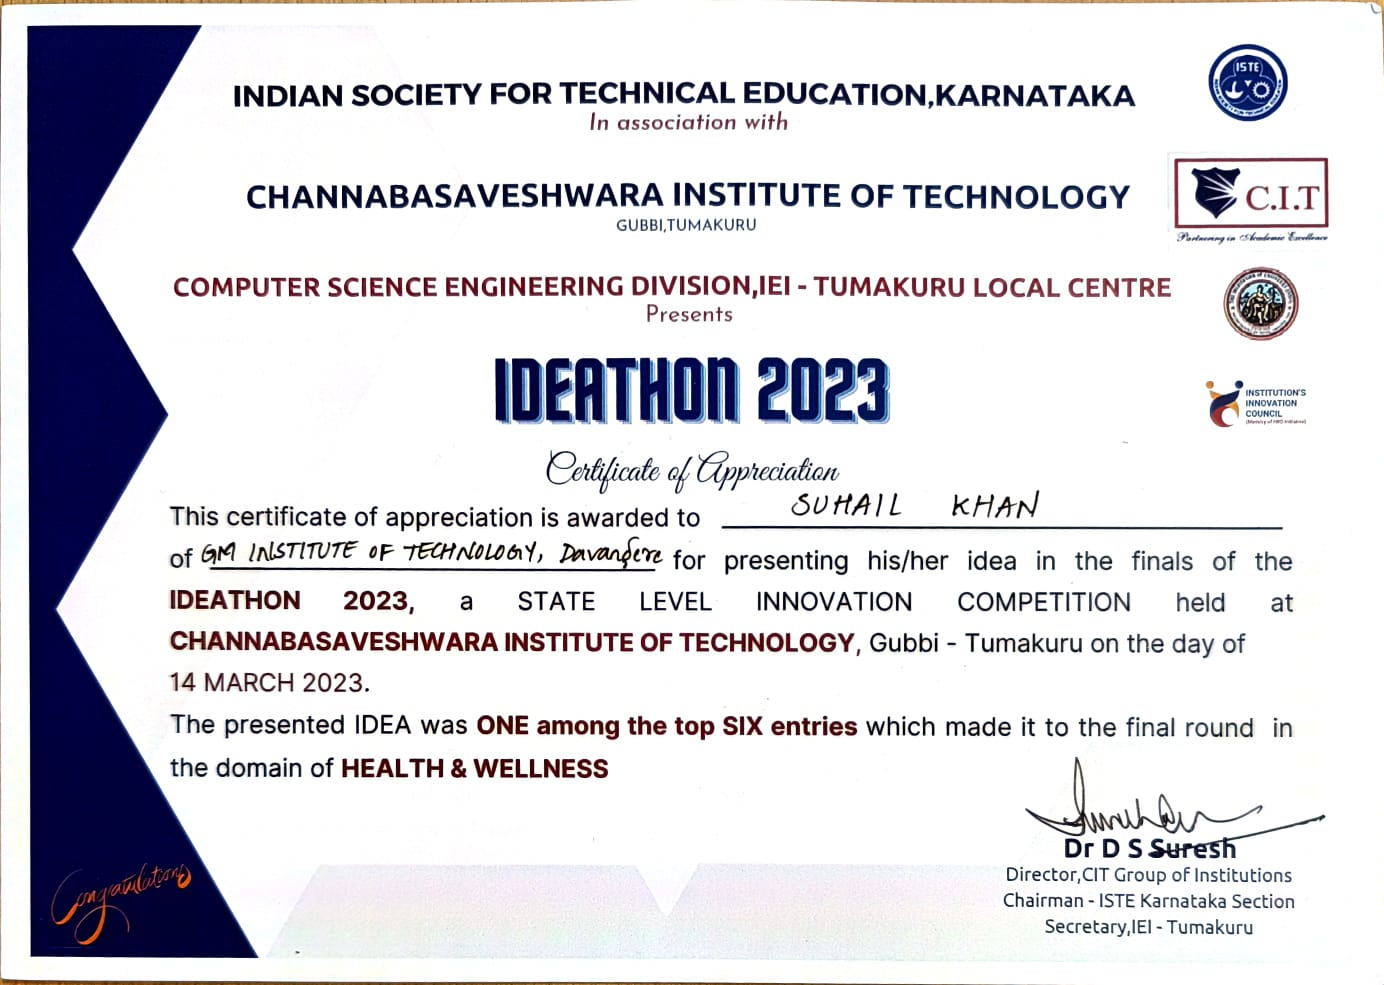 INDIAN SOCIETY FOR TECHNICAL EDUCATION,KARNATAKA
In association with
ISTE
CHANNABASAVESHWARA INSTITUTE OF TECHNOLOGY
GUBBI,TUMAKURU
C.I.T
Partnering in Academic Excellence
COMPUTER SCIENCE ENGINEERING DIVISION,IEI - TUMAKURU LOCAL CENTRE
Presents
IDEATHON 2023
INSTITUTION'S
INNOVATION
COUNCIL
(Ministry of HRD Initiative)
Certificate of Appreciation
This certificate of appreciation is awarded to SUHAIL KHAN
of GM INSTITUTE OF TECHNOLOGY, Davangere for presenting his/her idea in the finals of the
IDEATHON 2023, a STATE LEVEL INNOVATION COMPETITION held at
CHANNABASAVESHWARA INSTITUTE OF TECHNOLOGY, Gubbi - Tumakuru on the day of
14 MARCH 2023.
The presented IDEA was ONE among the top SIX entries which made it to the final round in
the domain of HEALTH & WELLNESS
Dr D S Suresh
Director,CIT Group of Institutions
Chairman - ISTE Karnataka Section
Secretary,IEI - Tumakuru
Congratulations